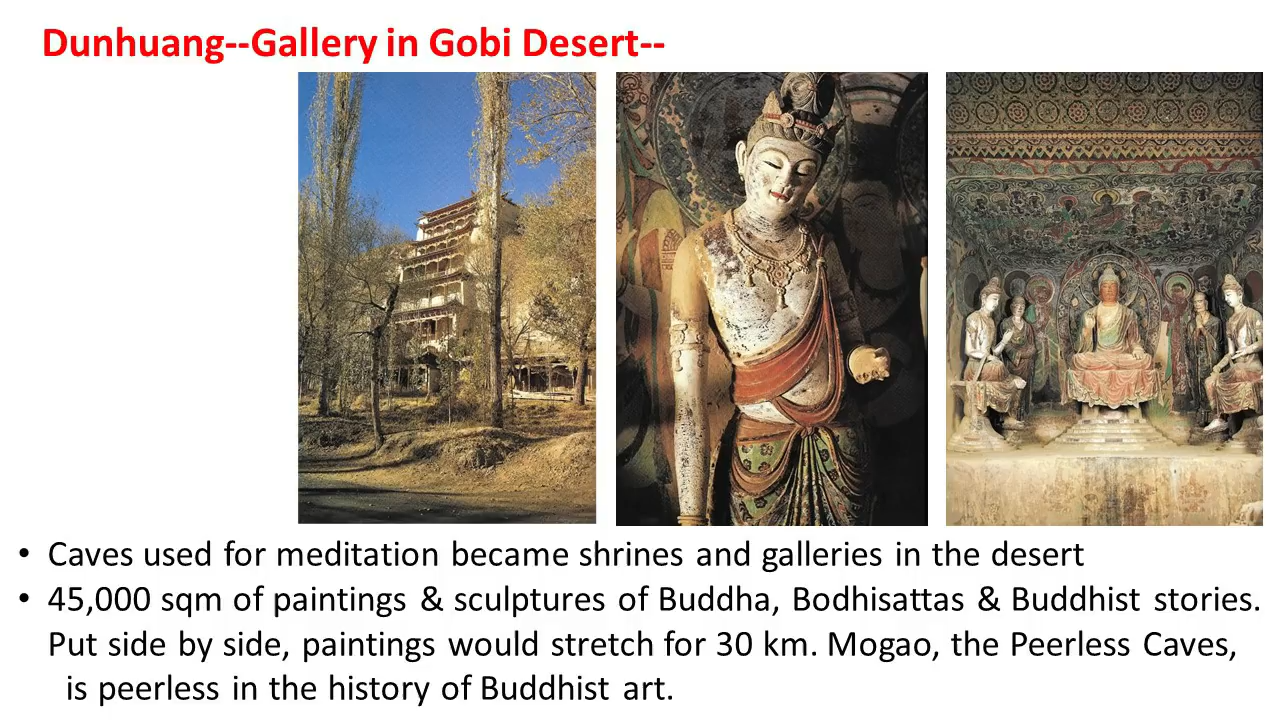 Dunhuang--Gallery in Gobi Desert--
• Caves used for meditation became shrines and galleries in the desert
• 45,000 sqm of paintings & sculptures of Buddha, Bodhisattas & Buddhist stories.
Put side by side, paintings would stretch for 30 km. Mogao, the Peerless Caves,
is peerless in the history of Buddhist art.